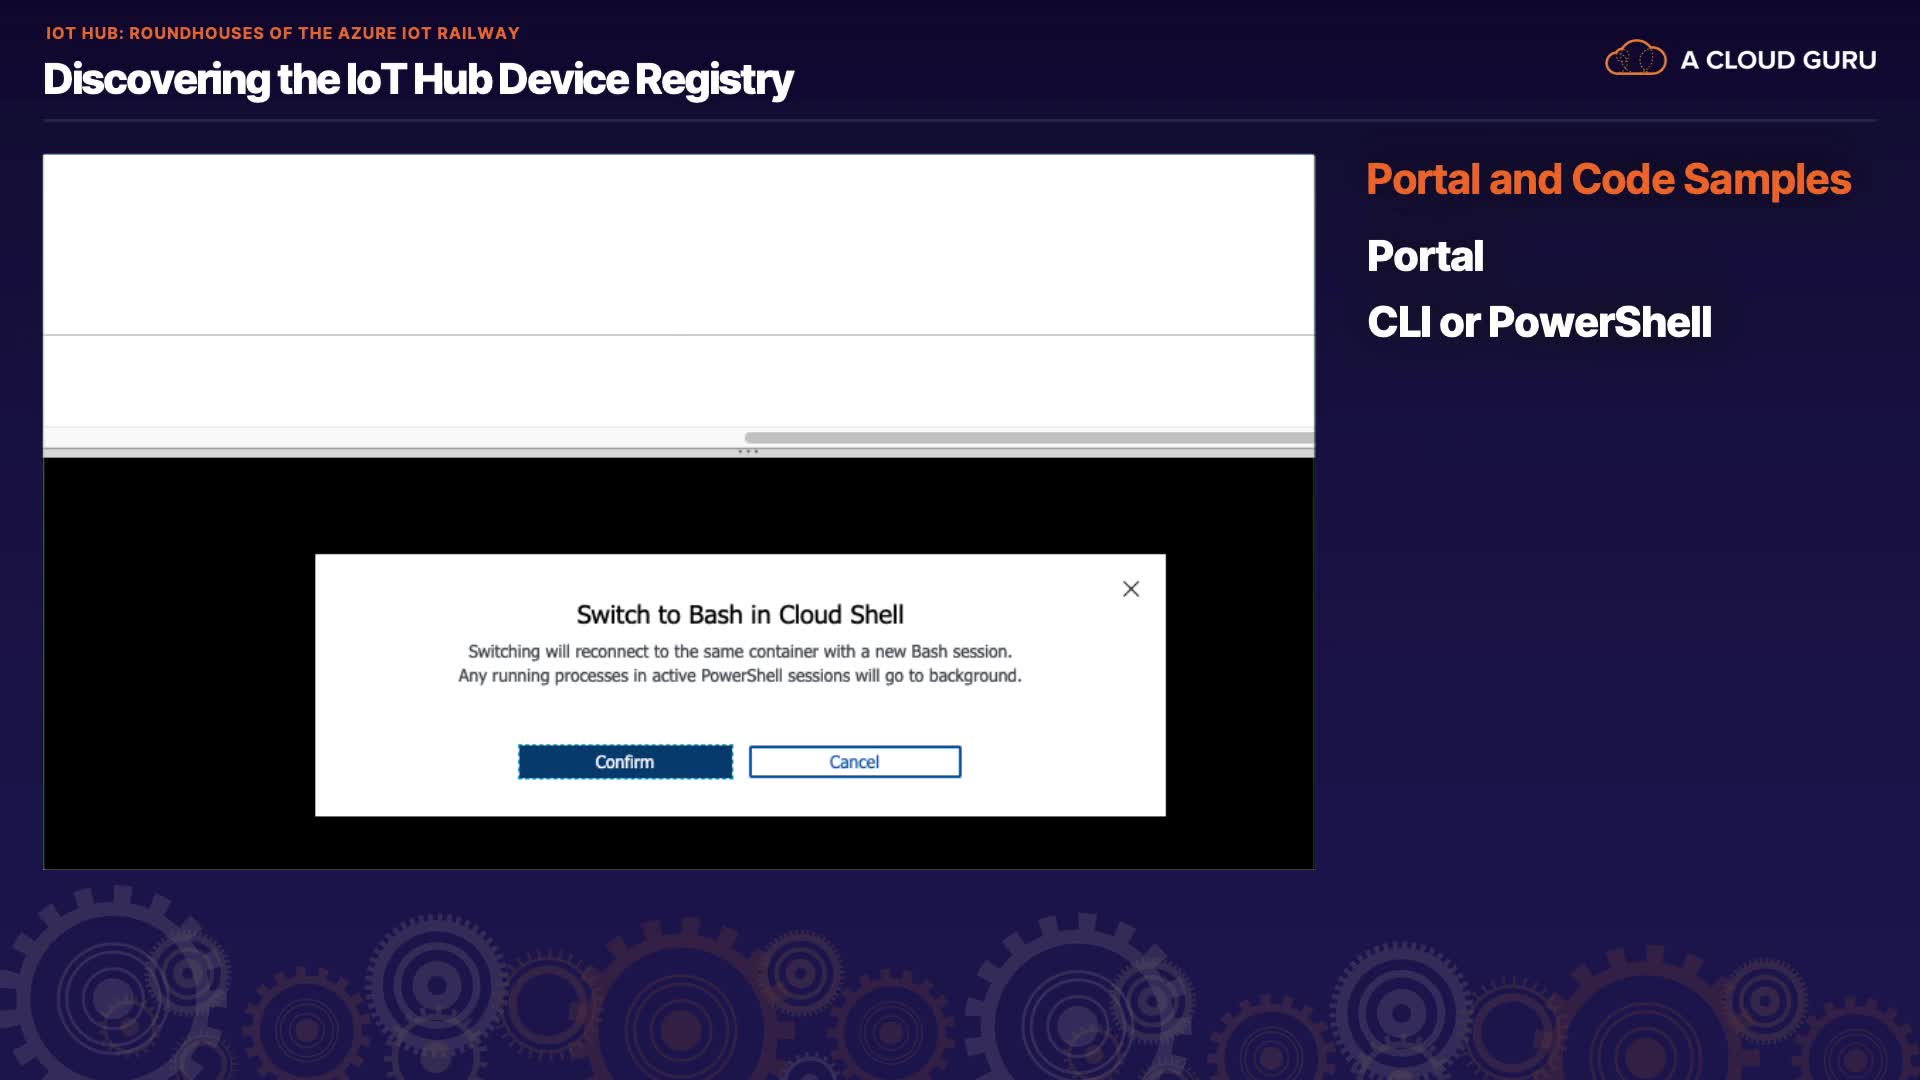 IOT HUB: ROUNDHOUSES OF THE AZURE IOT RAILWAY
Discovering the IoT Hub Device Registry
A CLOUD GURU
Portal and Code Samples
Portal
CLI or PowerShell
Switch to Bash in Cloud Shell
Switching will reconnect to the same container with a new Bash session.
Any running processes in active PowerShell sessions will go to background.
Confirm
Cancel